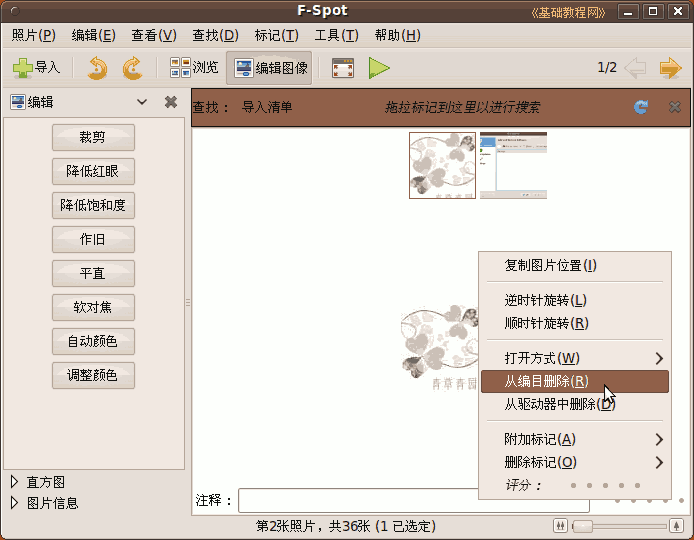 F-Spot
《基础教程网》
照片(P) 编辑(E) 查看(V) 查找(D) 标记(T) 工具(T) 帮助(H)
导入 浏览 编辑图像 1/2
编辑
查找： 导入清单 拖拉标记到这里以进行搜索
裁剪
降低红眼
降低饱和度
作旧
平直
软对焦
自动颜色
调整颜色
直方图
图片信息
青草青园
复制图片位置(I)
逆时针旋转(L)
顺时针旋转(R)
打开方式(W)
从编目删除(R)
从驱动器中删除(D)
附加标记(A)
删除标记(O)
评分：
注释：
第2张照片，共36张 (1 已选定)